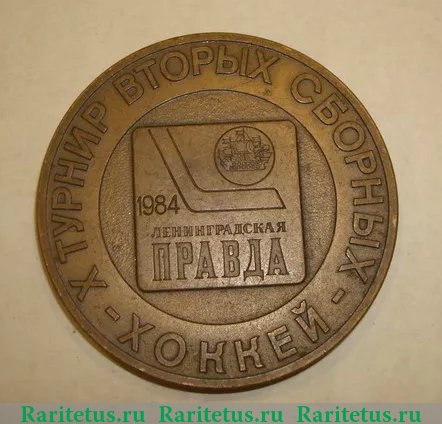 X ТУРНИР ВТОРЫХ СБОРНЫХ
- ХОККЕЙ -
1984
ЛЕНИНГРАДСКАЯ
ПРАВДА
Raritetus.ru Raritetus.ru Raritetus.ru